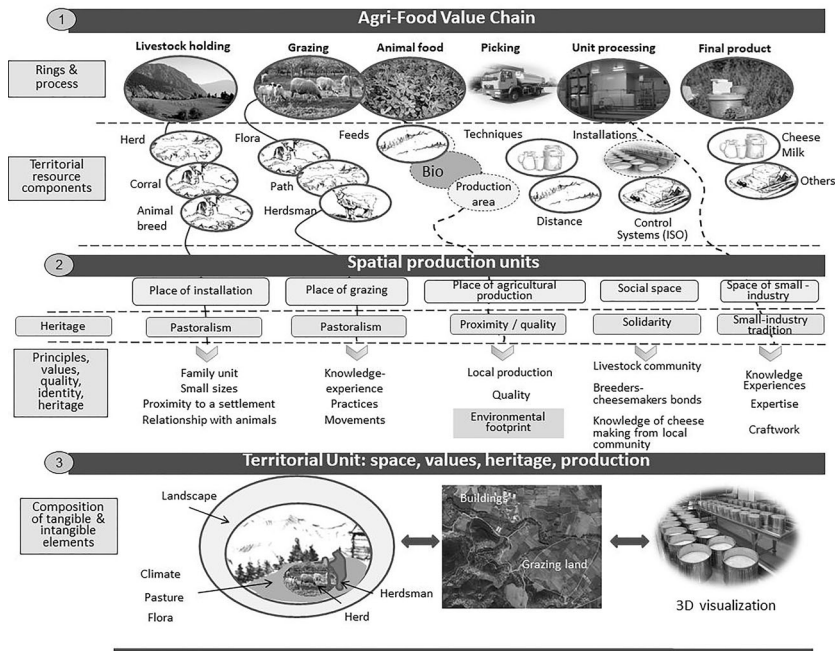 1
Agri-Food Value Chain
Livestock holding
Grazing
Animal food
Picking
Unit processing
Final product
Rings &
process
Herd
Corral
Animal
breed
Flora
Path
Herdsman
Feeds
Bio
Production
area
Techniques
Distance
Installations
Control
Systems (ISO)
Cheese
Milk
Others
Territorial
resource
components
2
Spatial production units
Place of installation
Place of grazing
Place of agricultural
production
Social space
Space of small -
industry
Heritage
Pastoralism
Pastoralism
Proximity / quality
Solidarity
Small-industry
tradition
Principles,
values,
quality,
identity,
heritage
Family unit
Small sizes
Proximity to a settlement
Relationship with animals
Knowledge-
experience
Practices
Movements
Local production
Quality
Environmental
footprint
Livestock community
Breeders-
cheesemakers bonds
Knowledge of cheese
making from local
community
Knowledge
Experiences
Expertise
Craftwork
3
Territorial Unit: space, values, heritage, production
Composition
of tangible &
intangible
elements
Landscape
Climate
Pasture
Flora
Herd
Herdsman
Buildings
Grazing land
3D visualization